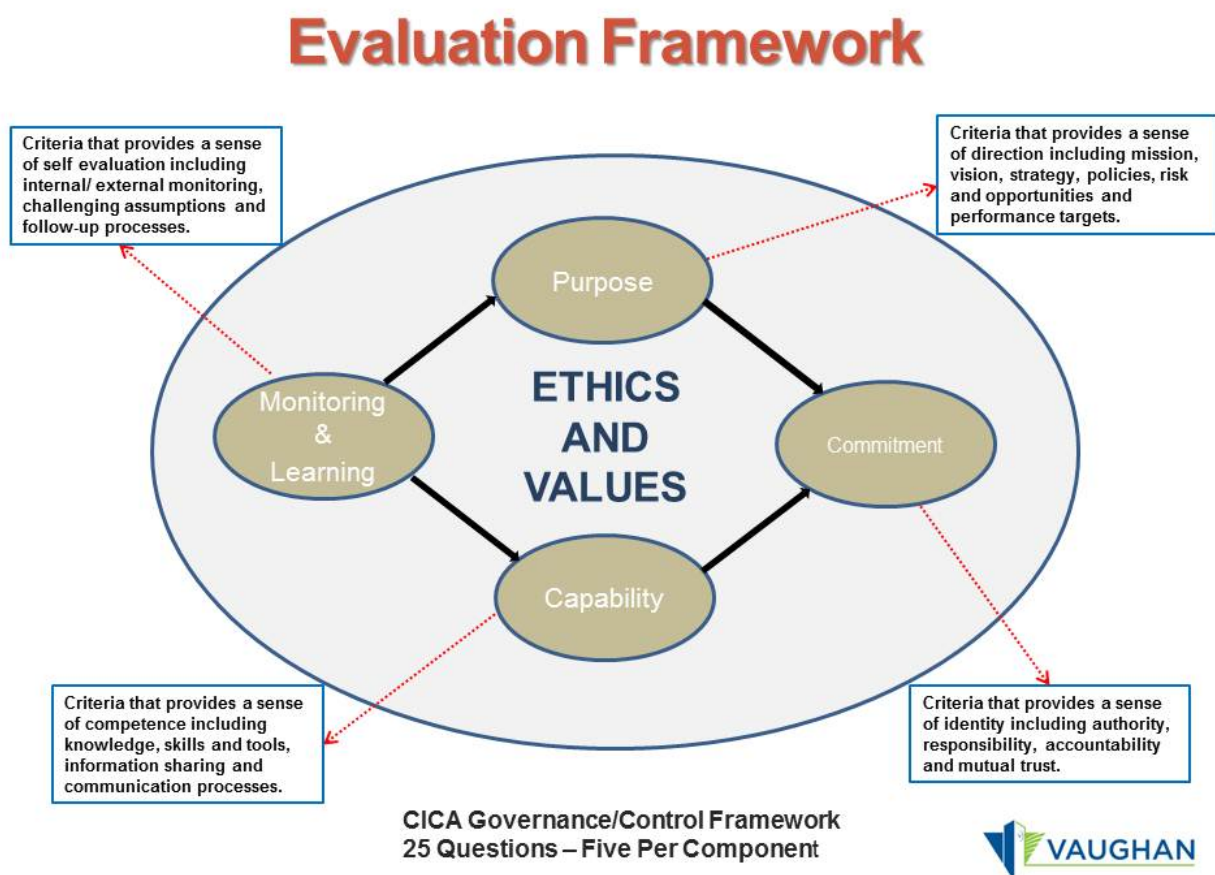 Evaluation Framework
Criteria that provides a sense
of self evaluation including
internal/ external monitoring,
challenging assumptions and
follow-up processes.
Criteria that provides a sense
of direction including mission,
vision, strategy, policies, risk
and opportunities and
performance targets.
Purpose
Monitoring
&
Learning
ETHICS
AND
VALUES
Commitment
Capability
Criteria that provides a sense
of competence including
knowledge, skills and tools,
information sharing and
communication processes.
Criteria that provides a sense
of identity including authority,
responsibility, accountability
and mutual trust.
CICA Governance/Control Framework
25 Questions – Five Per Component
VAUGHAN